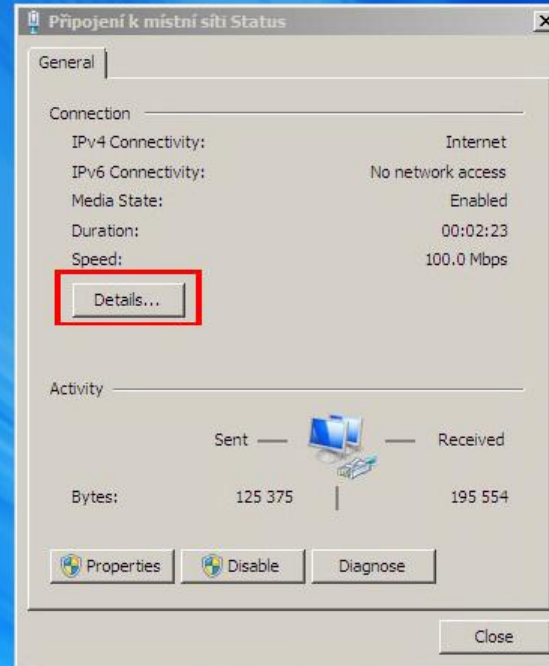 Připojení k místní síti Status
General
Connection
IPv4 Connectivity: Internet
IPv6 Connectivity: No network access
Media State: Enabled
Duration: 00:02:23
Speed: 100.0 Mbps
Details...
Activity
Sent Received
Bytes: 125 375 195 554
Properties Disable Diagnose
Close